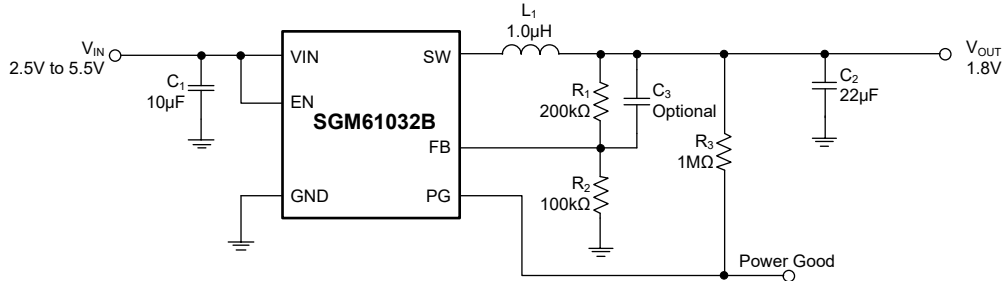 L1
1.0µH
VIN
2.5V to 5.5V
C1
10µF
VIN
EN
GND
SGM61032B
SW
FB
PG
R1
200kΩ
C3
Optional
R2
100kΩ
R3
1MΩ
C2
22µF
VOUT
1.8V
Power Good